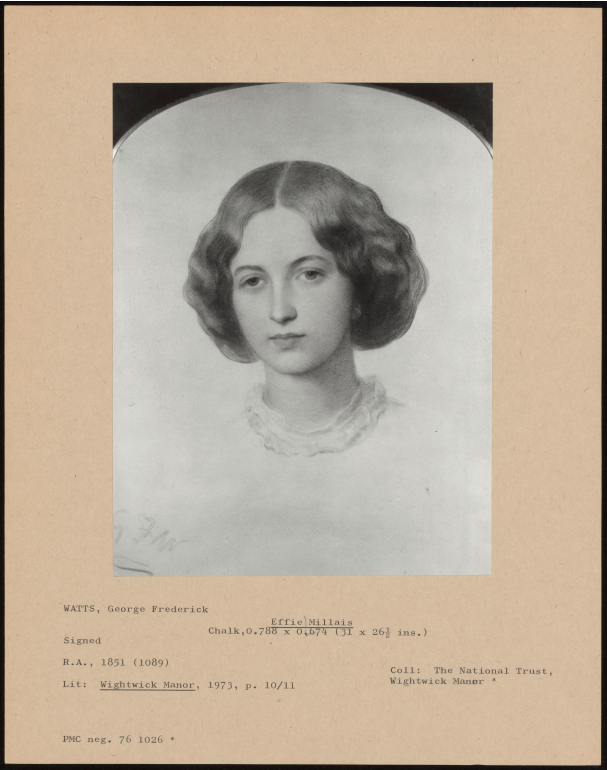 GFW
WATTS, George Frederick
Effie Millais
Chalk,0.788 x 0.674 (31 x 26½ ins.)
Signed
R.A., 1851 (1089)
Lit: Wightwick Manor, 1973, p. 10/11
Coll: The National Trust,
Wightwick Manor *
PMC neg. 76 1026 *